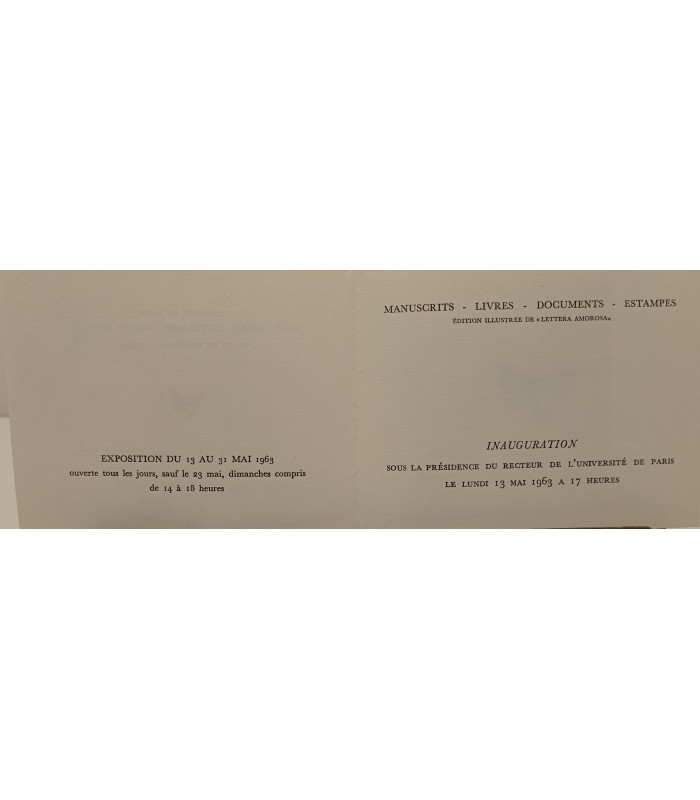 EXPOSITION DU 13 AU 31 MAI 1963
ouverte tous les jours, sauf le 23 mai, dimanches compris
de 14 à 18 heures
MANUSCRITS - LIVRES - DOCUMENTS - ESTAMPES
ÉDITION ILLUSTRÉE DE «LETTERA AMOROSA»
INAUGURATION
SOUS LA PRÉSIDENCE DU RECTEUR DE L'UNIVERSITÉ DE PARIS
LE LUNDI 13 MAI 1963 A 17 HEURES